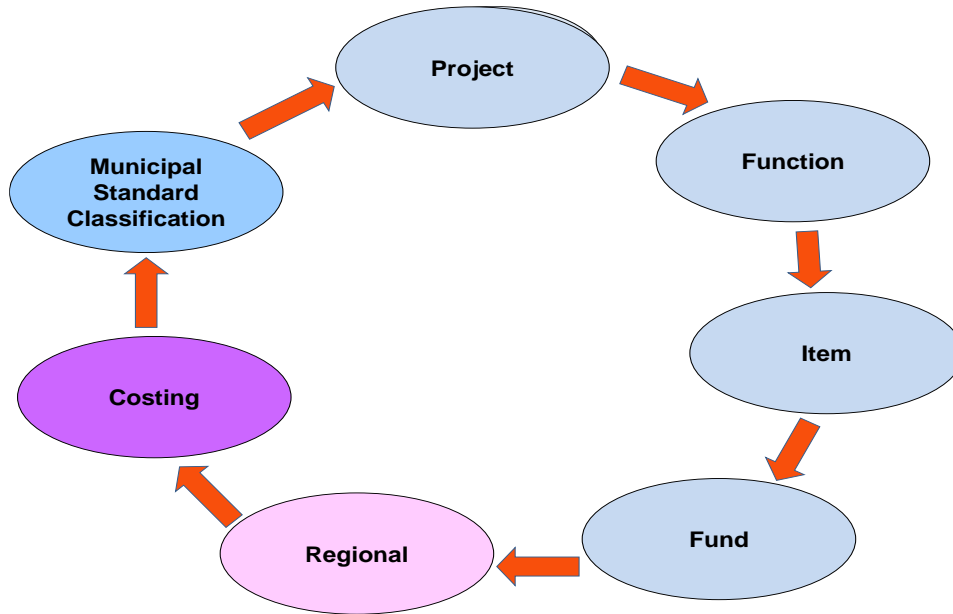 Project
Function
Item
Fund
Regional
Costing
Municipal
Standard
Classification